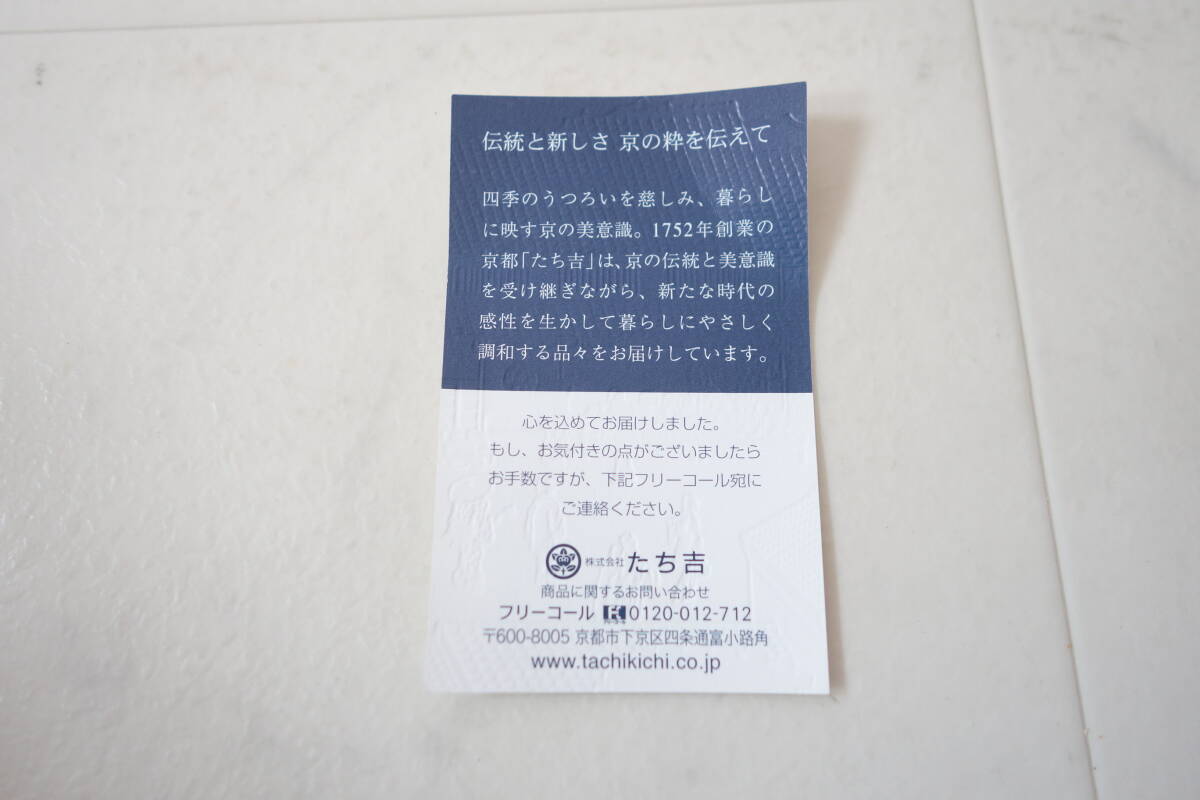 伝統と新しさ 京の粋を伝えて
四季のうつろいを慈しみ、暮らし
に映す京の美意識。1752年創業の
京都「たち吉」は、京の伝統と美意識
を受け継ぎながら、新たな時代の
感性を生かして暮らしにやさしく
調和する品々をお届けしています。
心を込めてお届けしました。
もし、お気付きの点がございましたら
お手数ですが、下記フリーコール宛に
ご連絡ください。
株式会社 たち吉
商品に関するお問い合わせ
フリーコール 0120-012-712
〒600-8005 京都市下京区四条通富小路角
www.tachikichi.co.jp